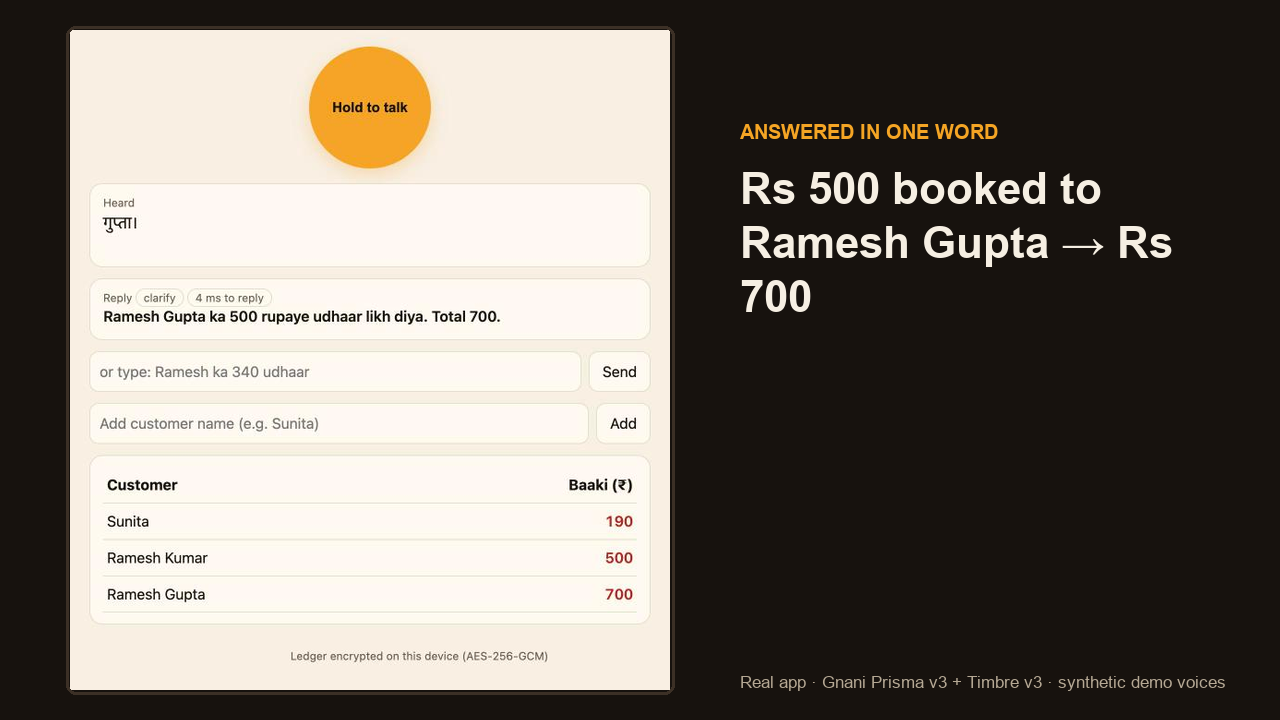 Hold to talk
Heard
गुप्ता।
Reply clarify 4 ms to reply
Ramesh Gupta ka 500 rupaye udhaar likh diya. Total 700.
or type: Ramesh ka 340 udhaar Send
Add customer name (e.g. Sunita) Add
Customer Baaki (₹)
Sunita 190
Ramesh Kumar 500
Ramesh Gupta 700
Ledger encrypted on this device (AES-256-GCM)
ANSWERED IN ONE WORD
Rs 500 booked to
Ramesh Gupta → Rs
700
Real app · Gnani Prisma v3 + Timbre v3 · synthetic demo voices